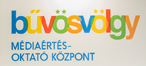 bűvösvölgy
MÉDIAÉRTÉS-
OKTATÓ KÖZPONT